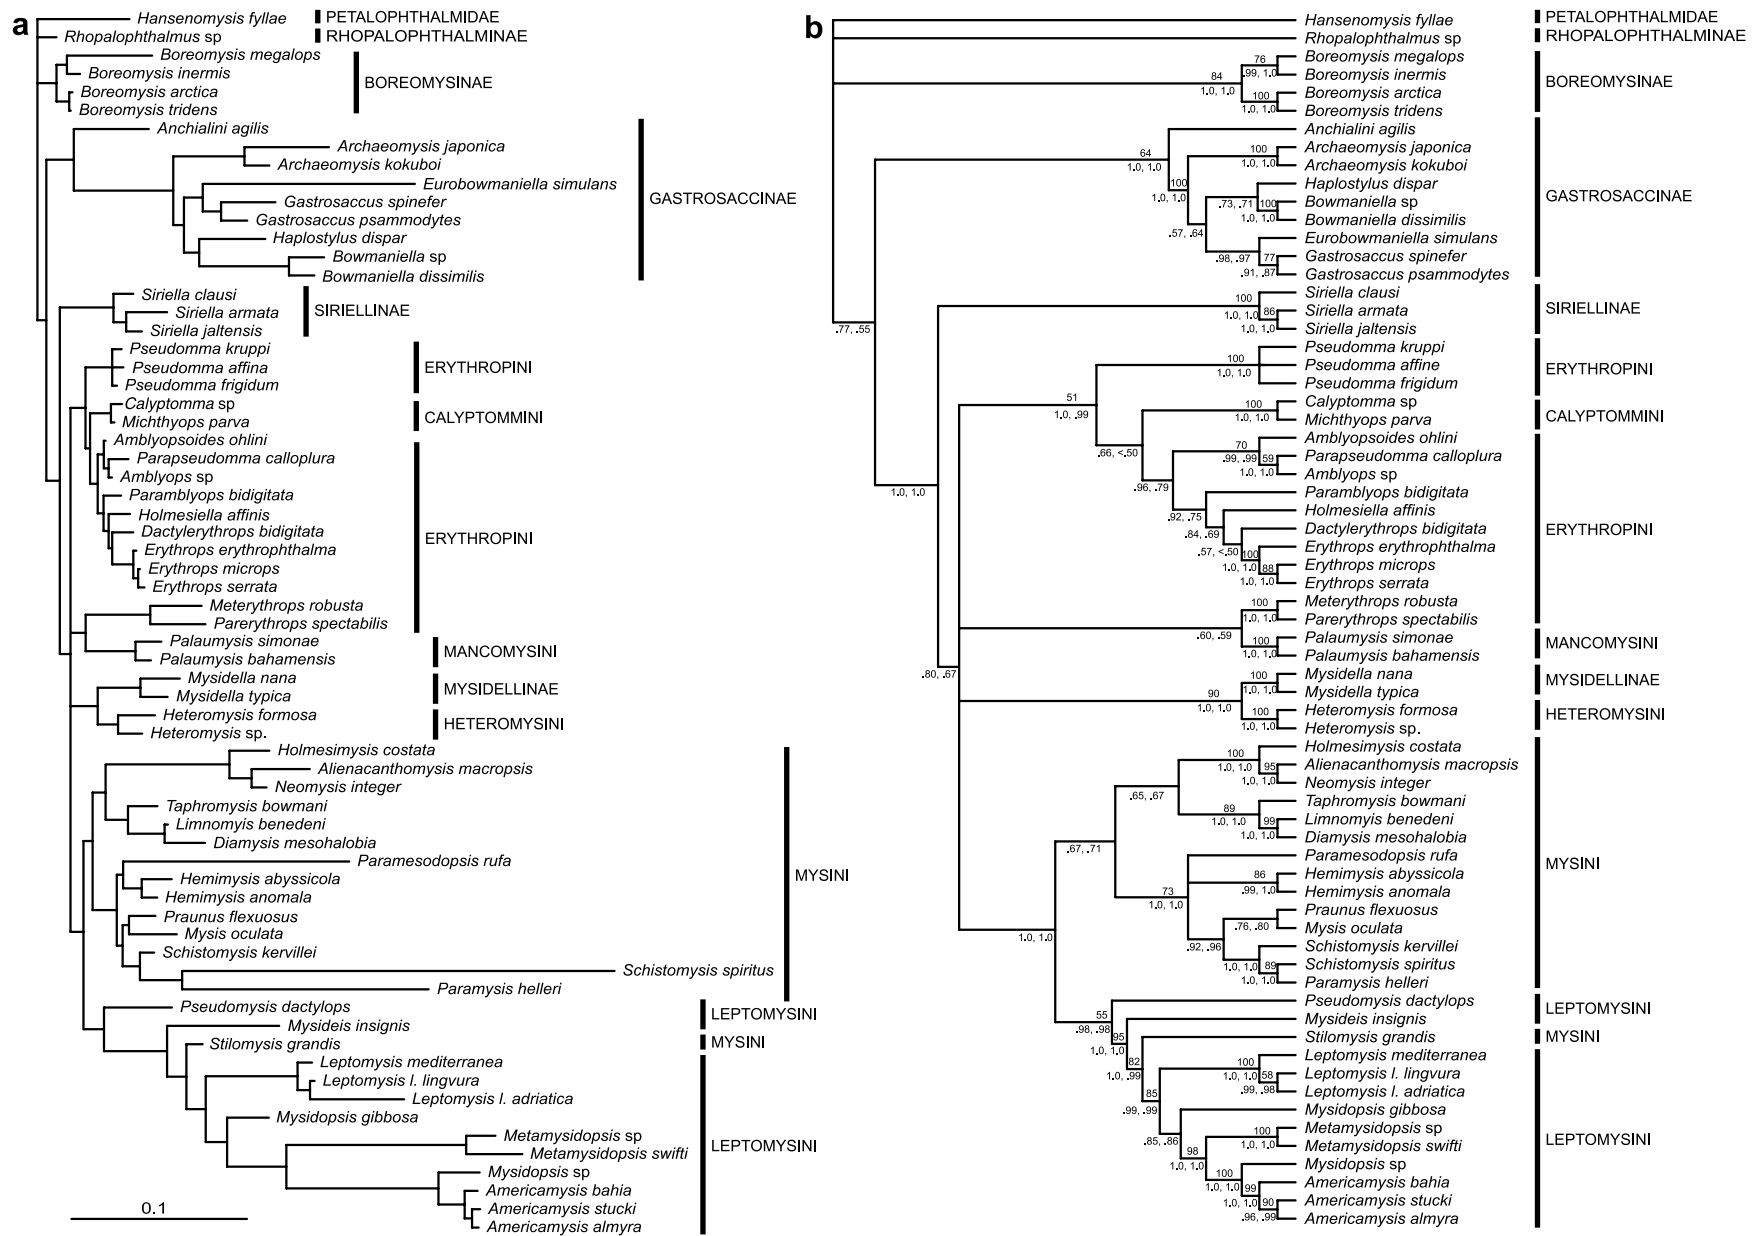 a
Hansenomysis fyllae
PETALOPHTHALMIDAE
Rhopalophthalmus sp
RHOPALOPHTHALMINAE
Boreomysis megalops
Boreomysis inermis
BOREOMYSINAE
Boreomysis arctica
Boreomysis tridens
Anchialini agilis
Archaeomysis japonica
Archaeomysis kokuboi
Eurobowmaniella simulans
GASTROSACCINAE
Gastrosaccus spinefer
Gastrosaccus psammodytes
Haplostylus dispar
Bowmaniella sp
Bowmaniella dissimilis
Siriella clausi
Siriella armata
SIRIELLINAE
Siriella jaltensis
Pseudomma kruppi
Pseudomma affina
ERYTHROPINI
Pseudomma frigidum
Calyptomma sp
CALYPTOMMINI
Michthyops parva
Amblyopsoides ohlini
Parapseudomma calloplura
Amblyops sp
Paramblyops bidigitata
Holmesiella affinis
Dactylerythrops bidigitata
ERYTHROPINI
Erythrops erythrophthalma
Erythrops microps
Erythrops serrata
Meterythrops robusta
Parerythrops spectabilis
Palaumysis simonae
MANCOMYSINI
Palaumysis bahamensis
Mysidella nana
MYSIDELLINAE
Mysidella typica
Heteromysis formosa
HETEROMYSINI
Heteromysis sp.
Holmesimysis costata
Alienacanthomysis macropsis
Neomysis integer
Taphromysis bowmani
Limnomyis benedeni
Diamysis mesohalobia
Paramesodopsis rufa
MYSINI
Hemimysis abyssicola
Hemimysis anomala
Praunus flexuosus
Mysis oculata
Schistomysis kervillei
Schistomysis spiritus
Paramysis helleri
Pseudomysis dactylops
LEPTOMYSINI
Mysideis insignis
Stilomysis grandis
MYSINI
Leptomysis mediterranea
Leptomysis l. lingvura
Leptomysis l. adriatica
Mysidopsis gibbosa
Metamysidopsis sp
LEPTOMYSINI
Metamysidopsis swifti
Mysidopsis sp
Americamysis bahia
Americamysis stucki
Americamysis almyra
0.1
b
Hansenomysis fyllae
PETALOPHTHALMIDAE
Rhopalophthalmus sp
RHOPALOPHTHALMINAE
76
Boreomysis megalops
.99, 1.0
Boreomysis inermis
84
BOREOMYSINAE
1.0, 1.0
100
Boreomysis arctica
1.0, 1.0
Boreomysis tridens
Anchialini agilis
64
1.0, 1.0
100
Archaeomysis japonica
1.0, 1.0
Archaeomysis kokuboi
100
1.0, 1.0
Haplostylus dispar
GASTROSACCINAE
.73, .71
100
Bowmaniella sp
1.0, 1.0
Bowmaniella dissimilis
.57, .64
Eurobowmaniella simulans
.98, .97
77
Gastrosaccus spinefer
.91, .87
Gastrosaccus psammodytes
.77, .55
Siriella clausi
100
1.0, 1.0
86
Siriella armata
SIRIELLINAE
1.0, 1.0
Siriella jaltensis
Pseudomma kruppi
100
1.0, 1.0
Pseudomma affine
ERYTHROPINI
Pseudomma frigidum
51
1.0, .99
100
Calyptomma sp
1.0, 1.0
Michthyops parva
CALYPTOMMINI
.66, <.50
Amblyopsoides ohlini
70
.99, .99
59
Parapseudomma calloplura
1.0, 1.0
Amblyops sp
.96, .79
Paramblyops bidigitata
.92, .75
Holmesiella affinis
.84, .69
Dactylerythrops bidigitata
ERYTHROPINI
.57, <.50
100
Erythrops erythrophthalma
1.0, 1.0
88
Erythrops microps
1.0, 1.0
Erythrops serrata
1.0, 1.0
100
Meterythrops robusta
1.0, 1.0
Parerythrops spectabilis
.60, .59
100
Palaumysis simonae
MANCOMYSINI
1.0, 1.0
Palaumysis bahamensis
.80, .67
100
Mysidella nana
MYSIDELLINAE
1.0, 1.0
Mysidella typica
90
1.0, 1.0
100
Heteromysis formosa
HETEROMYSINI
1.0, 1.0
Heteromysis sp.
Holmesimysis costata
100
1.0, 1.0
95
Alienacanthomysis macropsis
1.0, 1.0
Neomysis integer
.65, .67
Taphromysis bowmani
89
1.0, 1.0
99
Limnomysis benedeni
1.0, 1.0
Diamysis mesohalobia
.67, .71
Paramesodopsis rufa
MYSINI
86
Hemimysis abyssicola
.99, 1.0
Hemimysis anomala
73
1.0, 1.0
Praunus flexuosus
.76, .80
Mysis oculata
.92, .96
Schistomysis kervillei
1.0, 1.0
89
Schistomysis spiritus
1.0, 1.0
Paramysis helleri
1.0, 1.0
Pseudomysis dactylops
LEPTOMYSINI
55
.98, .98
Mysideis insignis
95
1.0, 1.0
Stilomysis grandis
MYSINI
82
1.0, .99
Leptomysis mediterranea
100
1.0, 1.0
58
Leptomysis l. lingvura
.99, .98
Leptomysis l. adriatica
85
.99, .99
Mysidopsis gibbosa
.85, .86
100
Metamysidopsis sp
1.0, 1.0
Metamysidopsis swifti
LEPTOMYSINI
98
1.0, 1.0
Mysidopsis sp
100
1.0, 1.0
99
Americamysis bahia
1.0, 1.0
90
Americamysis stucki
.96, .99
Americamysis almyra